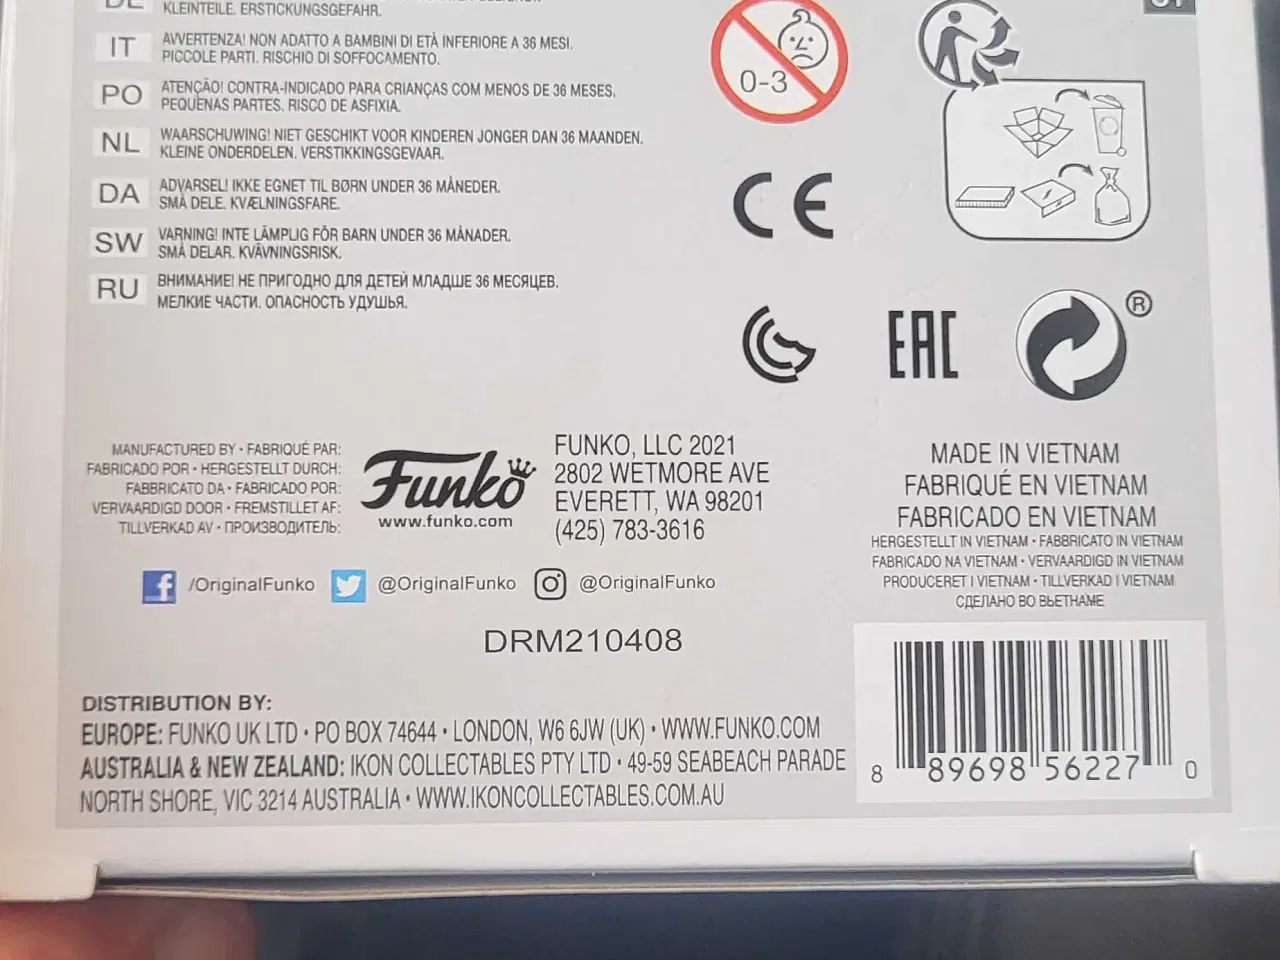 DE
KLEINTEILE. ERSTICKUNGSGEFAHR.
IT AVVERTENZA! NON ADATTO A BAMBINI DI ETÀ INFERIORE A 36 MESI.
PICCOLE PARTI. RISCHIO DI SOFFOCAMENTO.
PO ATENÇÃO! CONTRA-INDICADO PARA CRIANÇAS COM MENOS DE 36 MESES.
PEQUENAS PARTES. RISCO DE ASFIXIA.
NL WAARSCHUWING! NIET GESCHIKT VOOR KINDEREN JONGER DAN 36 MAANDEN.
KLEINE ONDERDELEN. VERSTIKKINGSGEVAAR.
DA ADVARSEL! IKKE EGNET TIL BØRN UNDER 36 MÅNEDER.
SMÅ DELE. KVÆLNINGSFARE.
SW VARNING! INTE LÄMPLIG FÖR BARN UNDER 36 MÅNADER.
SMÅ DELAR. KVÄVNINGSRISK.
RU ВНИМАНИЕ! НЕ ПРИГОДНО ДЛЯ ДЕТЕЙ МЛАДШЕ 36 МЕСЯЦЕВ.
МЕЛКИЕ ЧАСТИ. ОПАСНОСТЬ УДУШЬЯ.
0-3
CE
EAC
®
MANUFACTURED BY • FABRIQUÉ PAR:
FABRICADO POR • HERGESTELLT DURCH:
FABBRICATO DA • FABRICADO POR:
VERVAARDIGD DOOR • FREMSTILLET AF:
TILLVERKAD AV • ПРОИЗВОДИТЕЛЬ:
Funko
www.funko.com
FUNKO, LLC 2021
2802 WETMORE AVE
EVERETT, WA 98201
(425) 783-3616
MADE IN VIETNAM
FABRIQUÉ EN VIETNAM
FABRICADO EN VIETNAM
HERGESTELLT IN VIETNAM • FABBRICATO IN VIETNAM
FABRICADO NA VIETNAM • VERVAARDIGD IN VIETNAM
PRODUCERET I VIETNAM • TILLVERKAD I VIETNAM
СДЕЛАНО ВО ВЬЕТНАМЕ
/OriginalFunko @OriginalFunko @OriginalFunko
DRM210408
DISTRIBUTION BY:
EUROPE: FUNKO UK LTD • PO BOX 74644 • LONDON, W6 6JW (UK) • WWW.FUNKO.COM
AUSTRALIA & NEW ZEALAND: IKON COLLECTABLES PTY LTD • 49-59 SEABEACH PARADE
NORTH SHORE, VIC 3214 AUSTRALIA • WWW.IKONCOLLECTABLES.COM.AU
8 89698 56227 0